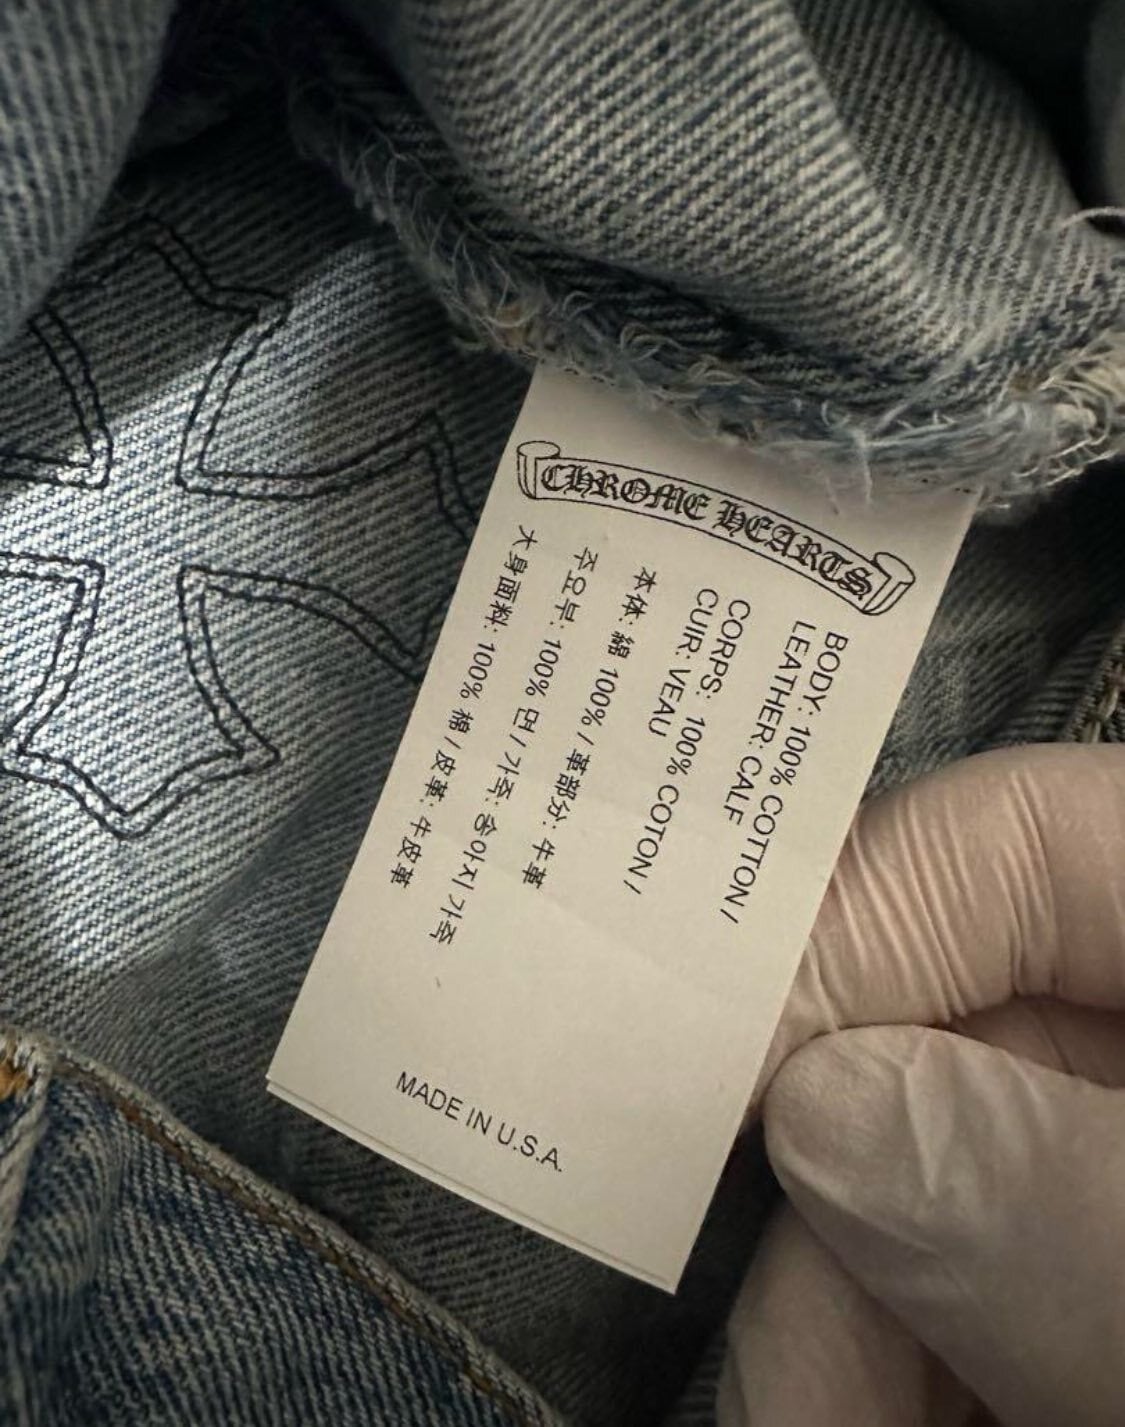 CHROME HEARTS
BODY: 100% COTTON /
LEATHER: CALF
CORPS: 100% COTON /
CUIR: VEAU
本体: 綿 100% / 革部分: 牛革
주요부: 100% 면 / 가죽: 송아지 가죽
大身面料: 100% 棉 / 皮革: 牛皮革
MADE IN U.S.A.